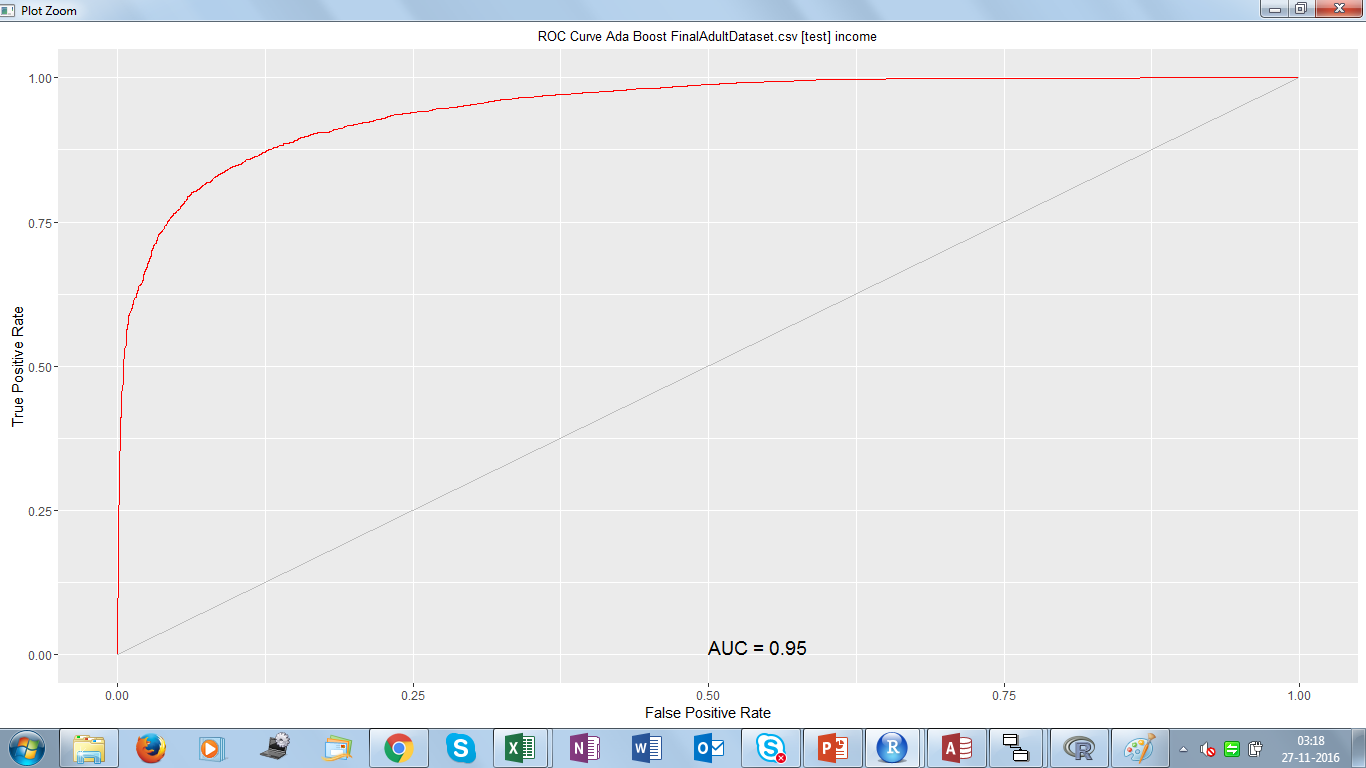 Plot Zoom
ROC Curve Ada Boost FinalAdultDataset.csv [test] income
1.00
0.75
0.50
0.25
0.00
True Positive Rate
AUC = 0.95
0.00 0.25 0.50 0.75 1.00
False Positive Rate
03:18
27-11-2016